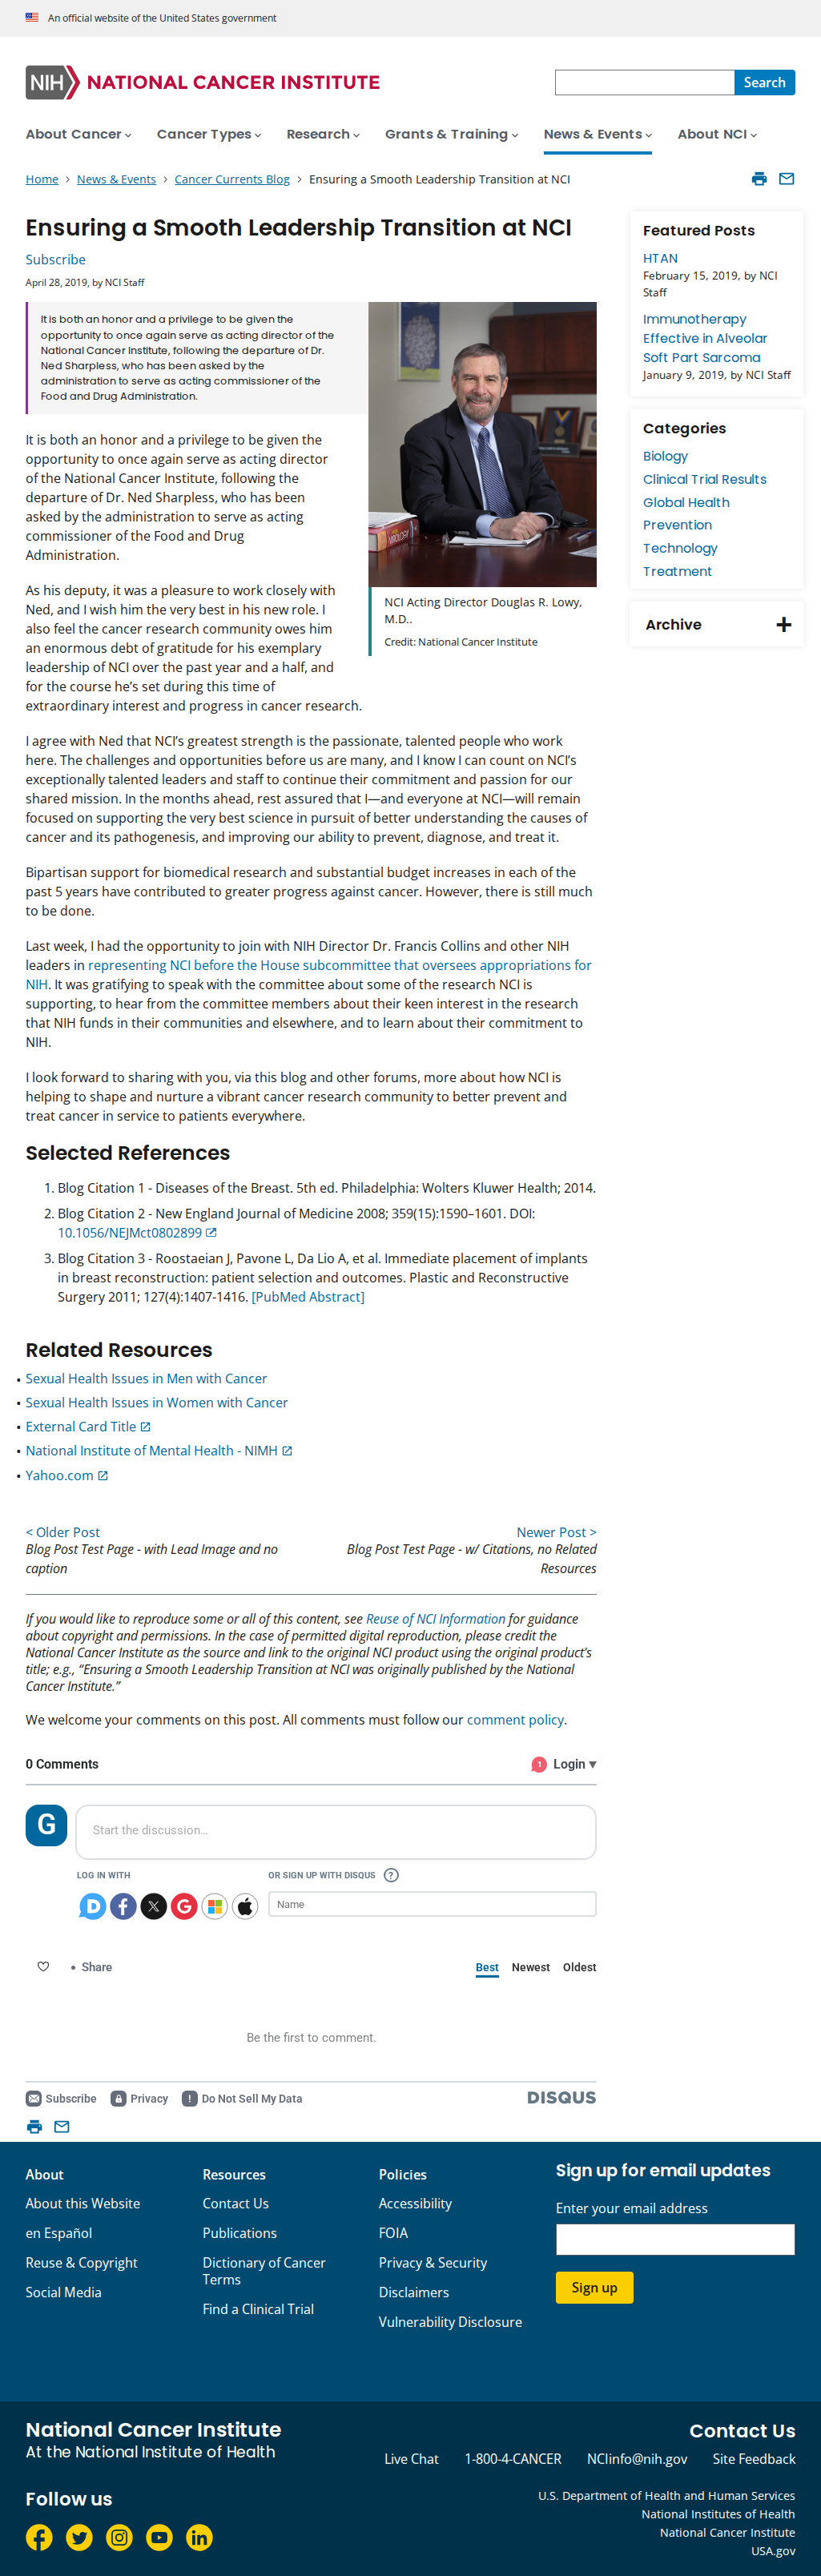 An official website of the United States government
NIH NATIONAL CANCER INSTITUTE
Search
About Cancer
Cancer Types
Research
Grants & Training
News & Events
About NCI
Home > News & Events > Cancer Currents Blog > Ensuring a Smooth Leadership Transition at NCI
Ensuring a Smooth Leadership Transition at NCI
Subscribe
April 28, 2019, by NCI Staff
It is both an honor and a privilege to be given the
opportunity to once again serve as acting director of the
National Cancer Institute, following the departure of Dr.
Ned Sharpless, who has been asked by the
administration to serve as acting commissioner of the
Food and Drug Administration.
It is both an honor and a privilege to be given the
opportunity to once again serve as acting director
of the National Cancer Institute, following the
departure of Dr. Ned Sharpless, who has been
asked by the administration to serve as acting
commissioner of the Food and Drug
Administration.
As his deputy, it was a pleasure to work closely with
Ned, and I wish him the very best in his new role. I
also feel the cancer research community owes him
an enormous debt of gratitude for his exemplary
leadership of NCI over the past year and a half, and
for the course he’s set during this time of
extraordinary interest and progress in cancer research.
NCI Acting Director Douglas R. Lowy,
M.D..
Credit: National Cancer Institute
I agree with Ned that NCI’s greatest strength is the passionate, talented people who work
here. The challenges and opportunities before us are many, and I know I can count on NCI’s
exceptionally talented leaders and staff to continue their commitment and passion for our
shared mission. In the months ahead, rest assured that I—and everyone at NCI—will remain
focused on supporting the very best science in pursuit of better understanding the causes of
cancer and its pathogenesis, and improving our ability to prevent, diagnose, and treat it.
Bipartisan support for biomedical research and substantial budget increases in each of the
past 5 years have contributed to greater progress against cancer. However, there is still much
to be done.
Last week, I had the opportunity to join with NIH Director Dr. Francis Collins and other NIH
leaders in representing NCI before the House subcommittee that oversees appropriations for
NIH. It was gratifying to speak with the committee about some of the research NCI is
supporting, to hear from the committee members about their keen interest in the research
that NIH funds in their communities and elsewhere, and to learn about their commitment to
NIH.
I look forward to sharing with you, via this blog and other forums, more about how NCI is
helping to shape and nurture a vibrant cancer research community to better prevent and
treat cancer in service to patients everywhere.
Selected References
1. Blog Citation 1 - Diseases of the Breast. 5th ed. Philadelphia: Wolters Kluwer Health; 2014.
2. Blog Citation 2 - New England Journal of Medicine 2008; 359(15):1590–1601. DOI:
10.1056/NEJMct0802899
3. Blog Citation 3 - Roostaeian J, Pavone L, Da Lio A, et al. Immediate placement of implants
in breast reconstruction: patient selection and outcomes. Plastic and Reconstructive
Surgery 2011; 127(4):1407-1416. [PubMed Abstract]
Related Resources
• Sexual Health Issues in Men with Cancer
• Sexual Health Issues in Women with Cancer
• External Card Title
• National Institute of Mental Health - NIMH
• Yahoo.com
< Older Post
Blog Post Test Page - with Lead Image and no
caption
Newer Post >
Blog Post Test Page - w/ Citations, no Related
Resources
If you would like to reproduce some or all of this content, see Reuse of NCI Information for guidance
about copyright and permissions. In the case of permitted digital reproduction, please credit the
National Cancer Institute as the source and link to the original NCI product using the original product's
title; e.g., “Ensuring a Smooth Leadership Transition at NCI was originally published by the National
Cancer Institute.”
We welcome your comments on this post. All comments must follow our comment policy.
0 Comments
1 Login
G
Start the discussion…
LOG IN WITH
OR SIGN UP WITH DISQUS ?
Name
• Share
Best Newest Oldest
Be the first to comment.
Subscribe
Privacy
! Do Not Sell My Data
DISQUS
Featured Posts
HTAN
February 15, 2019, by NCI
Staff
Immunotherapy
Effective in Alveolar
Soft Part Sarcoma
January 9, 2019, by NCI Staff
Categories
Biology
Clinical Trial Results
Global Health
Prevention
Technology
Treatment
Archive
About
About this Website
en Español
Reuse & Copyright
Social Media
Resources
Contact Us
Publications
Dictionary of Cancer
Terms
Find a Clinical Trial
Policies
Accessibility
FOIA
Privacy & Security
Disclaimers
Vulnerability Disclosure
Sign up for email updates
Enter your email address
Sign up
National Cancer Institute
At the National Institute of Health
Contact Us
Live Chat
1-800-4-CANCER
NCIinfo@nih.gov
Site Feedback
Follow us
U.S. Department of Health and Human Services
National Institutes of Health
National Cancer Institute
USA.gov